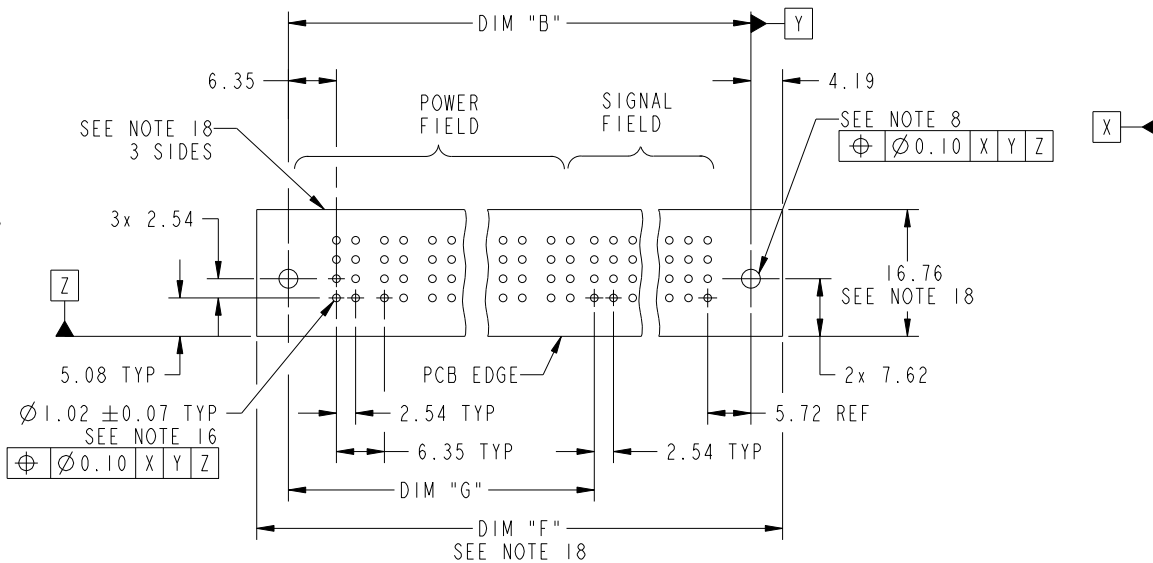 DIM "B"
Y
6.35
4.19
POWER
FIELD
SIGNAL
FIELD
SEE NOTE 18
3 SIDES
SEE NOTE 8
⌖ Ø0.10 X Y Z
X
3x 2.54
Z
16.76
SEE NOTE 18
5.08 TYP
PCB EDGE
2x 7.62
Ø1.02 ±0.07 TYP
SEE NOTE 16
⌖ Ø0.10 X Y Z
2.54 TYP
5.72 REF
6.35 TYP
2.54 TYP
DIM "G"
DIM "F"
SEE NOTE 18